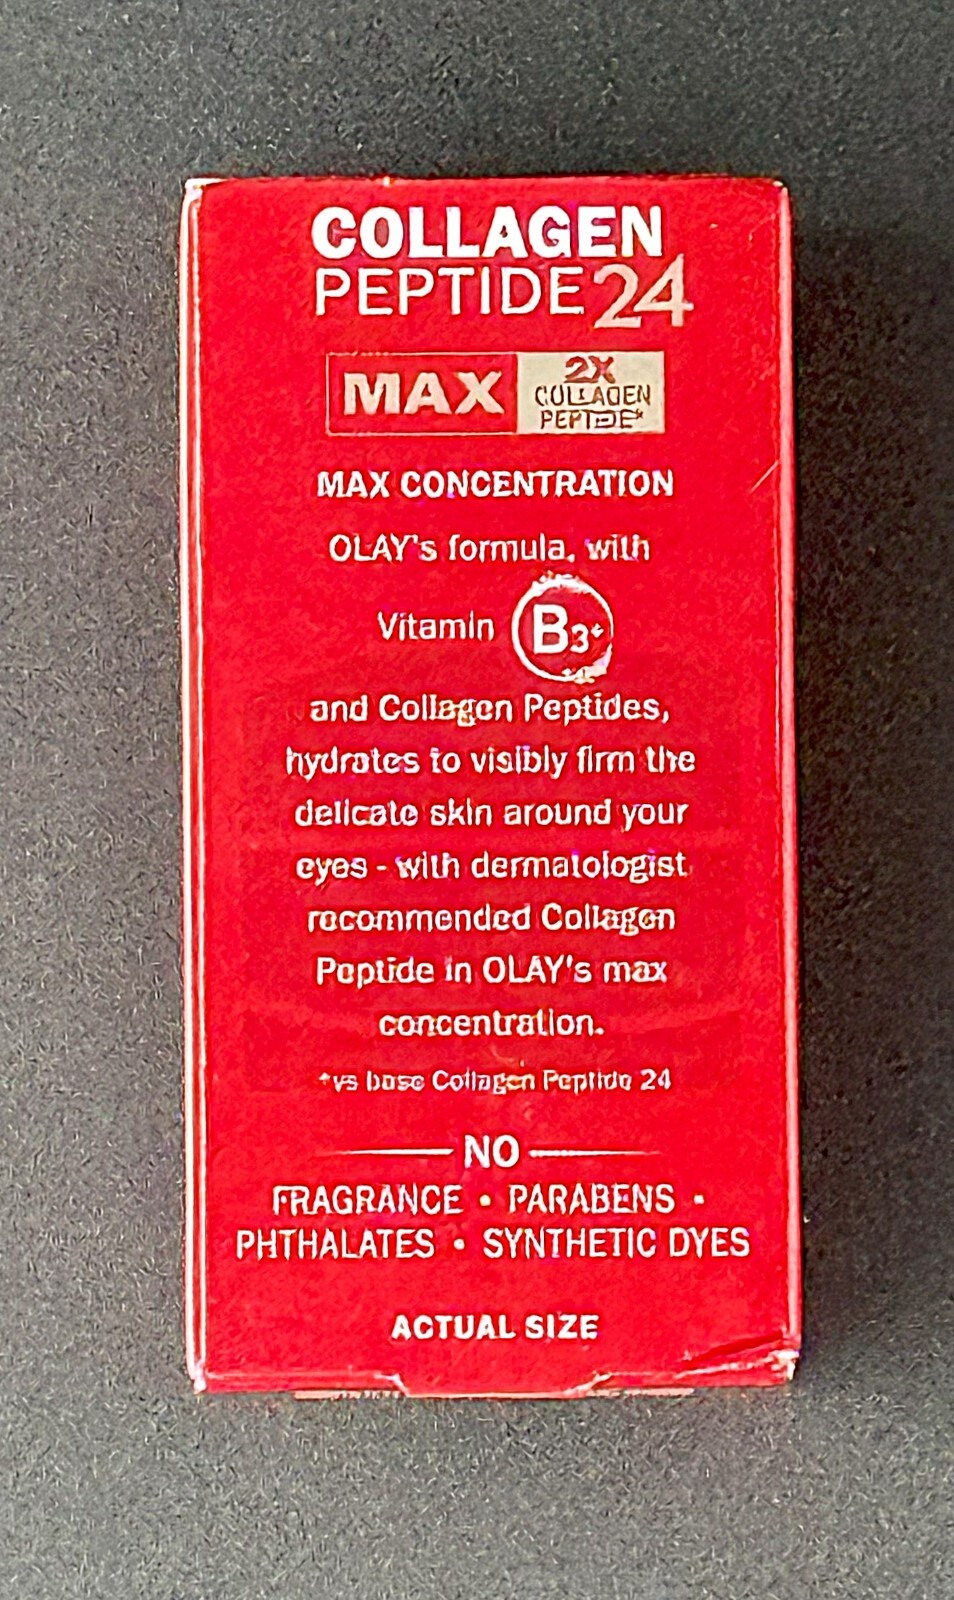 COLLAGEN
PEPTIDE 24
MAX
2X
COLLAGEN
PEPTIDE*
MAX CONCENTRATION
OLAY's formula, with
Vitamin B3+
and Collagen Peptides,
hydrates to visibly firm the
delicate skin around your
eyes - with dermatologist
recommended Collagen
Peptide in OLAY's max
concentration.
*vs base Collagen Peptide 24
NO
FRAGRANCE • PARABENS •
PHTHALATES • SYNTHETIC DYES
ACTUAL SIZE